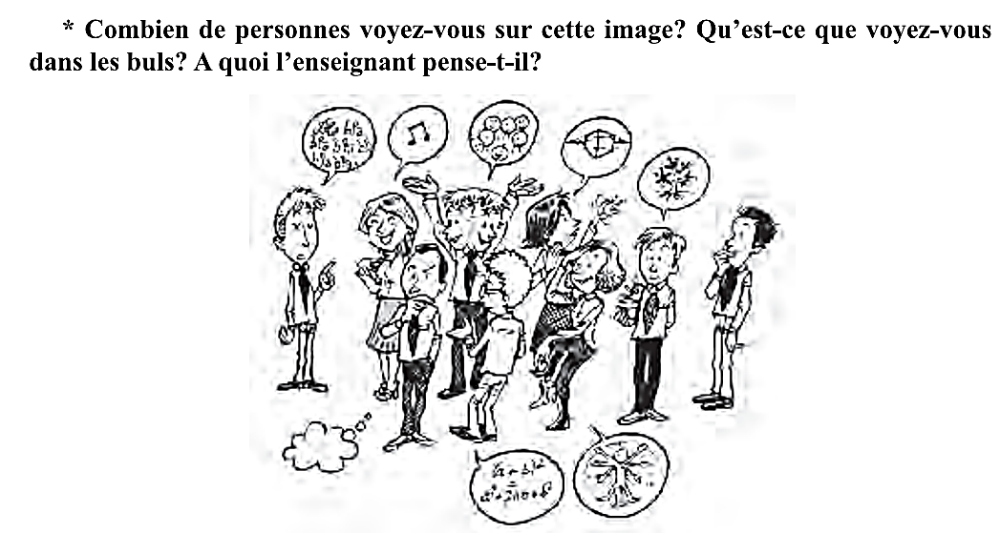 * Combien de personnes voyez-vous sur cette image? Qu’est-ce que voyez-vous
dans les buls? A quoi l’enseignant pense-t-il?